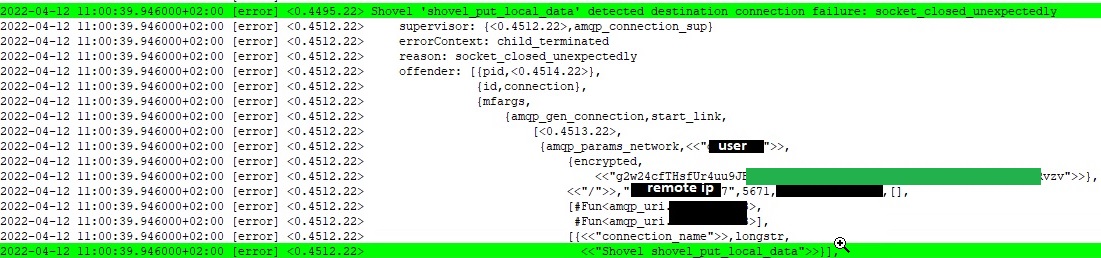 2022-04-12 11:00:39.946000+02:00 [error] <0.4495.22> Shovel 'shovel_put_local_data' detected destination connection failure: socket_closed_unexpectedly
2022-04-12 11:00:39.946000+02:00 [error] <0.4512.22>     supervisor: {<0.4512.22>,amqp_connection_sup}
2022-04-12 11:00:39.946000+02:00 [error] <0.4512.22>     errorContext: child_terminated
2022-04-12 11:00:39.946000+02:00 [error] <0.4512.22>     reason: socket_closed_unexpectedly
2022-04-12 11:00:39.946000+02:00 [error] <0.4512.22>     offender: [{pid,<0.4514.22>},
2022-04-12 11:00:39.946000+02:00 [error] <0.4512.22>                {id,connection},
2022-04-12 11:00:39.946000+02:00 [error] <0.4512.22>                {mfargs,
2022-04-12 11:00:39.946000+02:00 [error] <0.4512.22>                    {amqp_gen_connection,start_link,
2022-04-12 11:00:39.946000+02:00 [error] <0.4512.22>                        [<0.4513.22>,
2022-04-12 11:00:39.946000+02:00 [error] <0.4512.22>                         {amqp_params_network,<<" user ">>,
2022-04-12 11:00:39.946000+02:00 [error] <0.4512.22>                             {encrypted,
2022-04-12 11:00:39.946000+02:00 [error] <0.4512.22>                                 <<"g2w24cfTHsfUr4uu9J vzv">>},
2022-04-12 11:00:39.946000+02:00 [error] <0.4512.22>                             <<"/">>," remote ip 7",5671, ,[],
2022-04-12 11:00:39.946000+02:00 [error] <0.4512.22>                             [#Fun<amqp_uri. >,
2022-04-12 11:00:39.946000+02:00 [error] <0.4512.22>                              #Fun<amqp_uri. >],
2022-04-12 11:00:39.946000+02:00 [error] <0.4512.22>                             [{<<"connection_name">>,longstr,
2022-04-12 11:00:39.946000+02:00 [error] <0.4512.22>                               <<"Shovel shovel_put_local_data">>}],